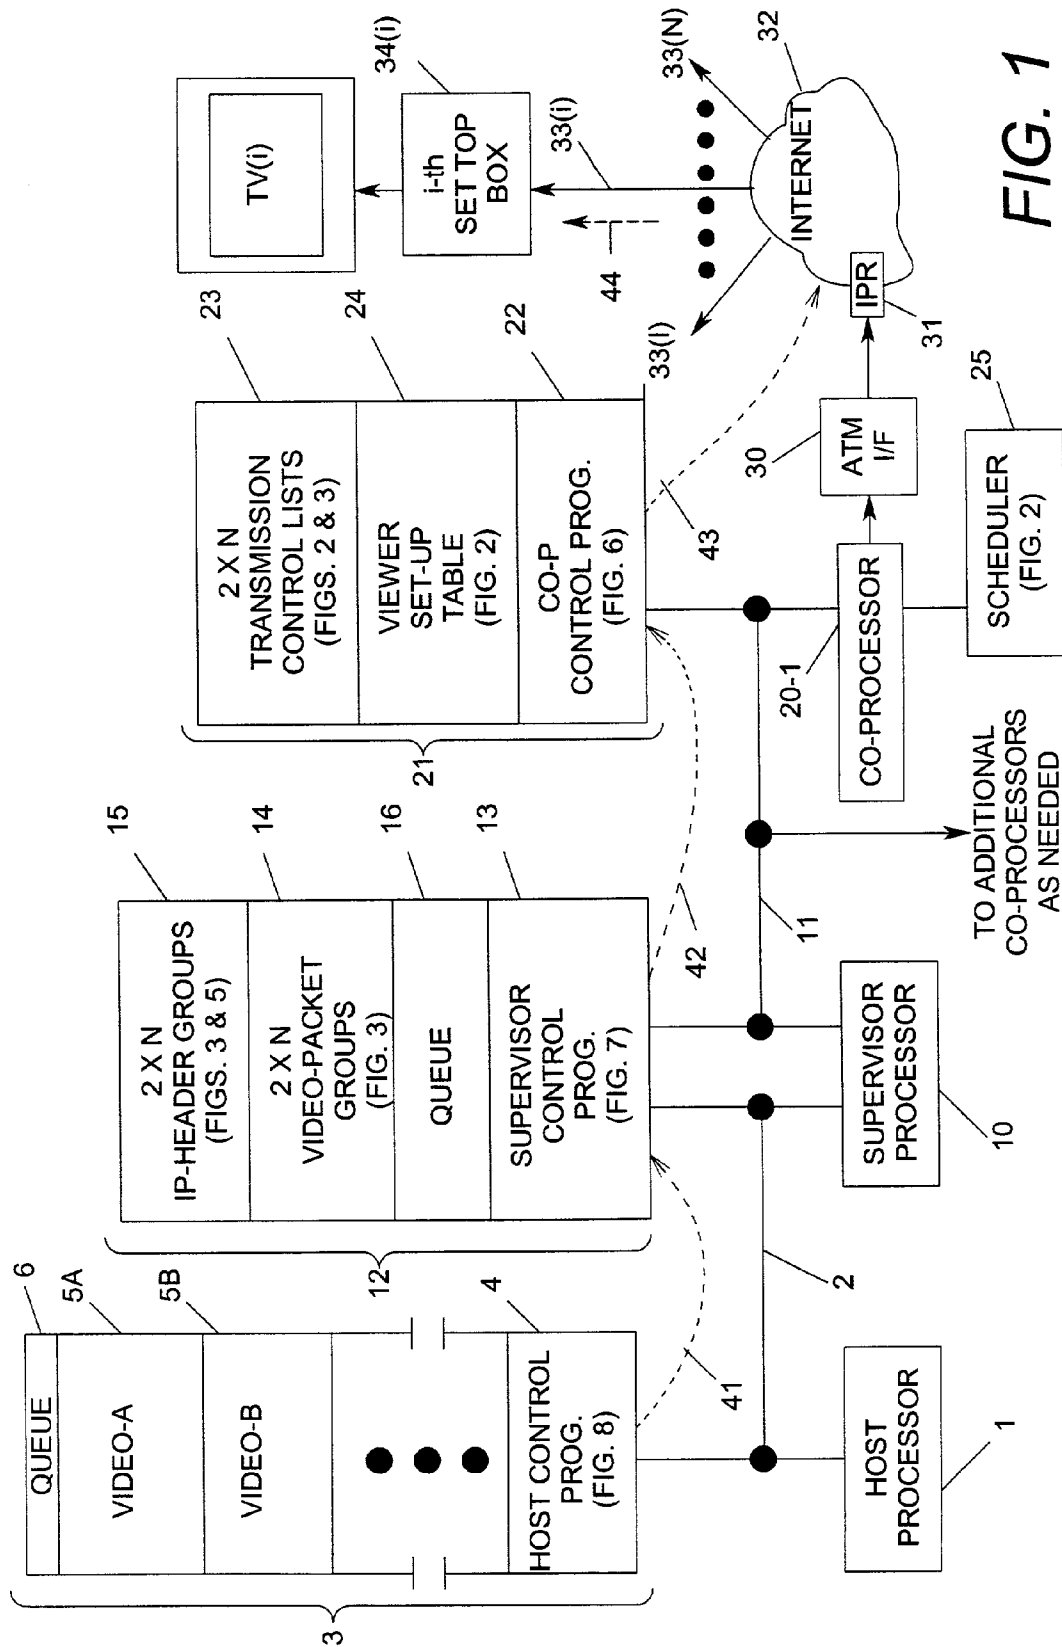 6
QUEUE
5A
VIDEO-A
5B
VIDEO-B
4
HOST CONTROL
PROG.
(FIG. 8)
3
41
HOST
PROCESSOR
1
2
15
2 X N
IP-HEADER GROUPS
(FIGS. 3 & 5)
14
2 X N
VIDEO-PACKET
GROUPS
(FIG. 3)
16
QUEUE
13
SUPERVISOR
CONTROL
PROG.
(FIG. 7)
12
42
SUPERVISOR
PROCESSOR
10
11
TO ADDITIONAL
CO-PROCESSORS
AS NEEDED
23
2 X N
TRANSMISSION
CONTROL LISTS
(FIGS. 2 & 3)
24
VIEWER
SET-UP
TABLE
(FIG. 2)
22
CO-P
CONTROL PROG.
(FIG. 6)
21
43
20-1
CO-PROCESSOR
SCHEDULER
(FIG. 2)
25
30
ATM
I/F
31
IPR
INTERNET
32
33(I)
33(i)
33(N)
44
i-th
SET TOP
BOX
34(i)
TV(i)
FIG. 1